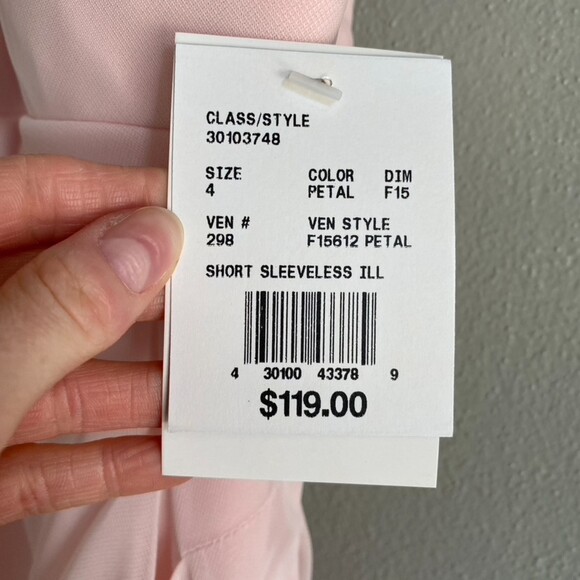 CLASS/STYLE
30103748
SIZE COLOR DIM
4 PETAL F15
VEN # VEN STYLE
298 F15612 PETAL
SHORT SLEEVELESS ILL
4 30100 43378 9
$119.00